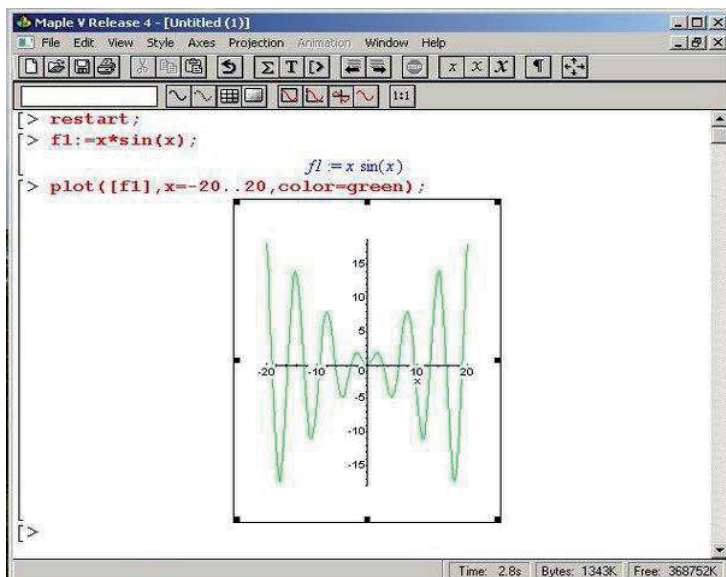 Maple V Release 4 - [Untitled (1)]
File Edit View Style Axes Projection Animation Window Help
Σ T [> x x x ¶
1:1
[> restart;
[> f1:=x*sin(x);
f1 := x sin(x)
[> plot([f1],x=-20..20,color=green);
15
10
5
-20 -10 0 10 20
x
-5
-10
-15
[>
Time: 2.8s Bytes: 1343K Free: 368752K